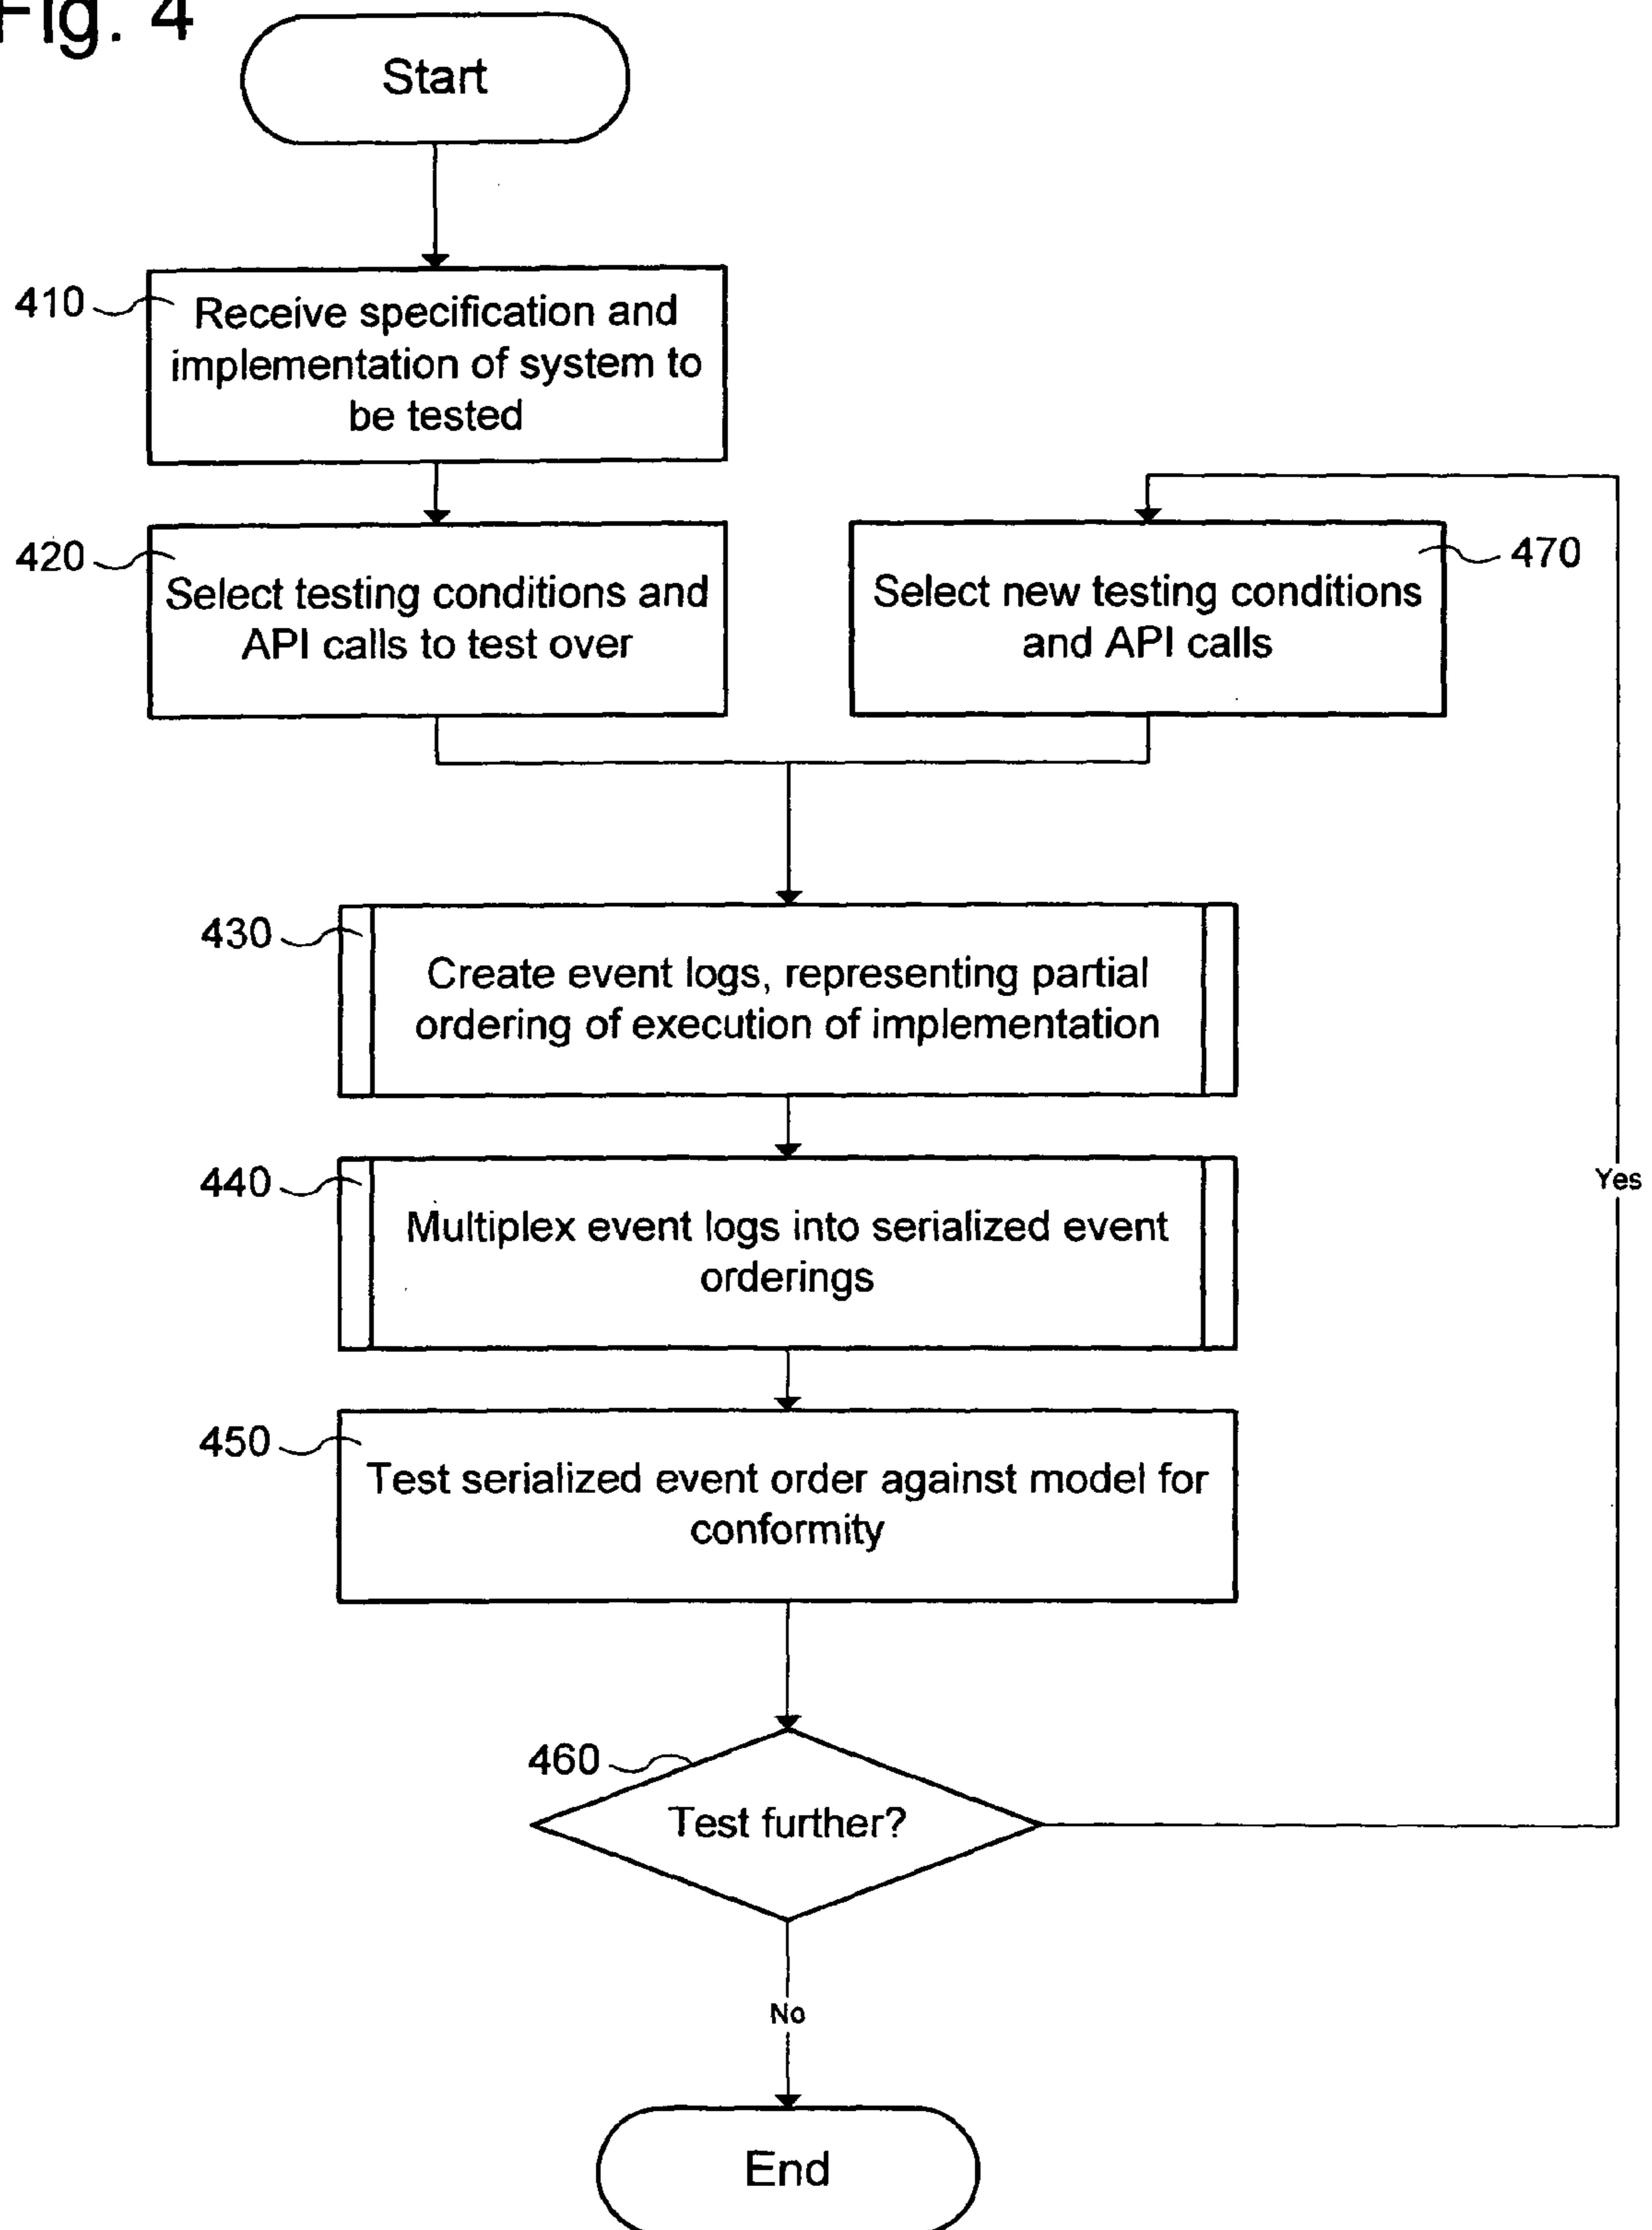 Fig. 4
Start
410
Receive specification and
implementation of system to
be tested
420
Select testing conditions and
API calls to test over
470
Select new testing conditions
and API calls
430
Create event logs, representing partial
ordering of execution of implementation
440
Multiplex event logs into serialized event
orderings
Yes
450
Test serialized event order against model for
conformity
460
Test further?
No
End